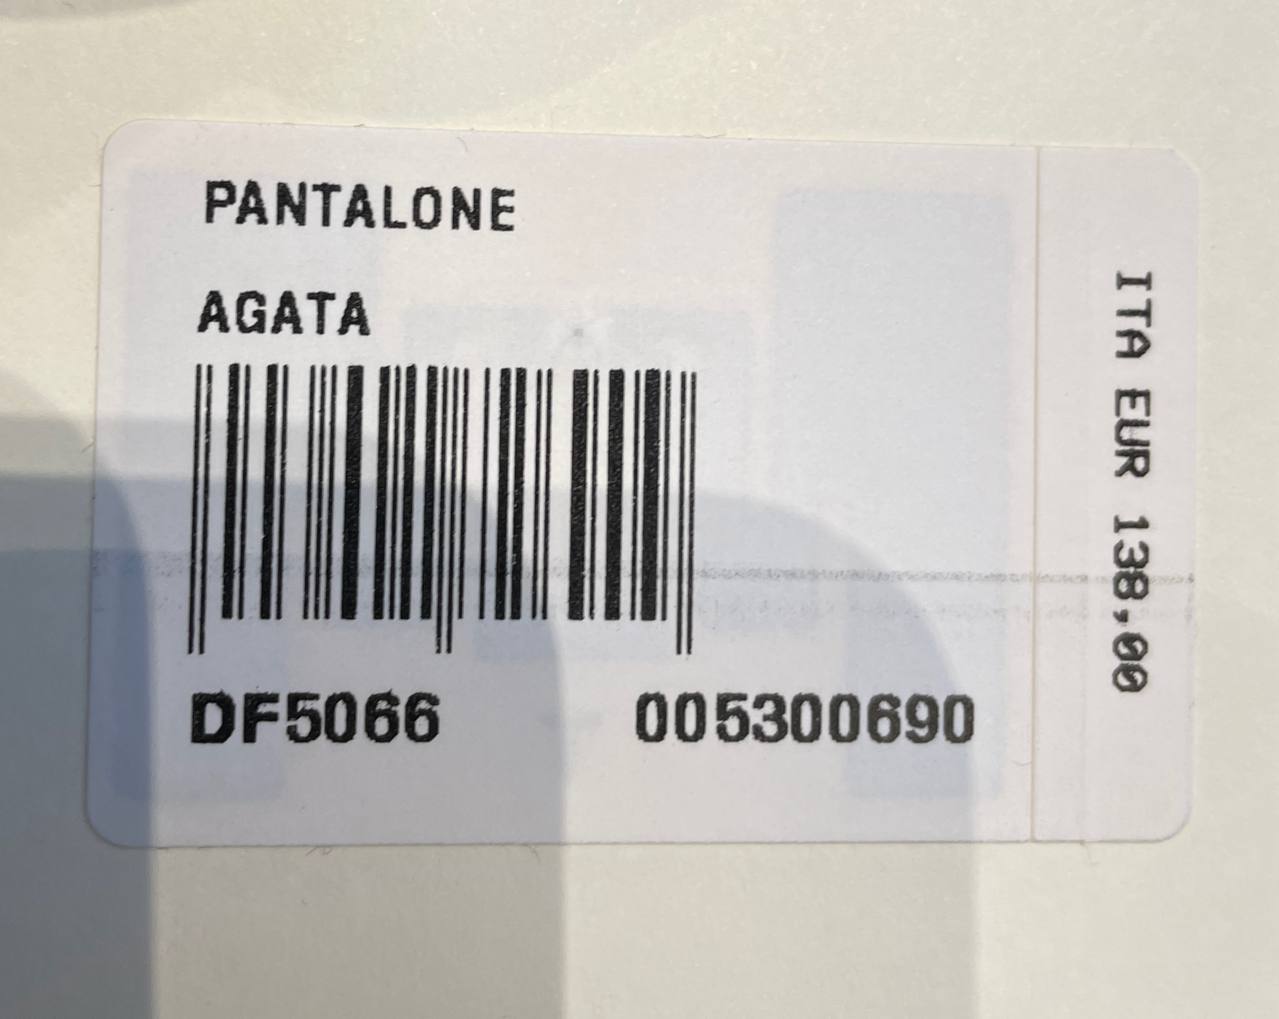 PANTALONE
AGATA
DF5066 005300690
ITA EUR 138,00